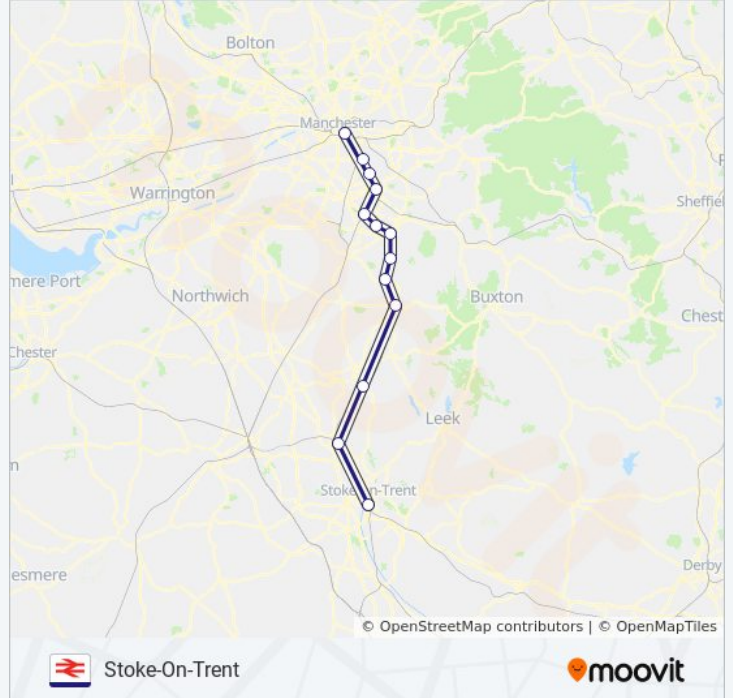 Bolton
Manchester
Warrington
Sheffie
mere Port
Northwich
Buxton
Chest
Chester
Leek
n
Stoke-on-Trent
esmere
Derby
© OpenStreetMap contributors | © OpenMapTiles
Stoke-On-Trent
moovit